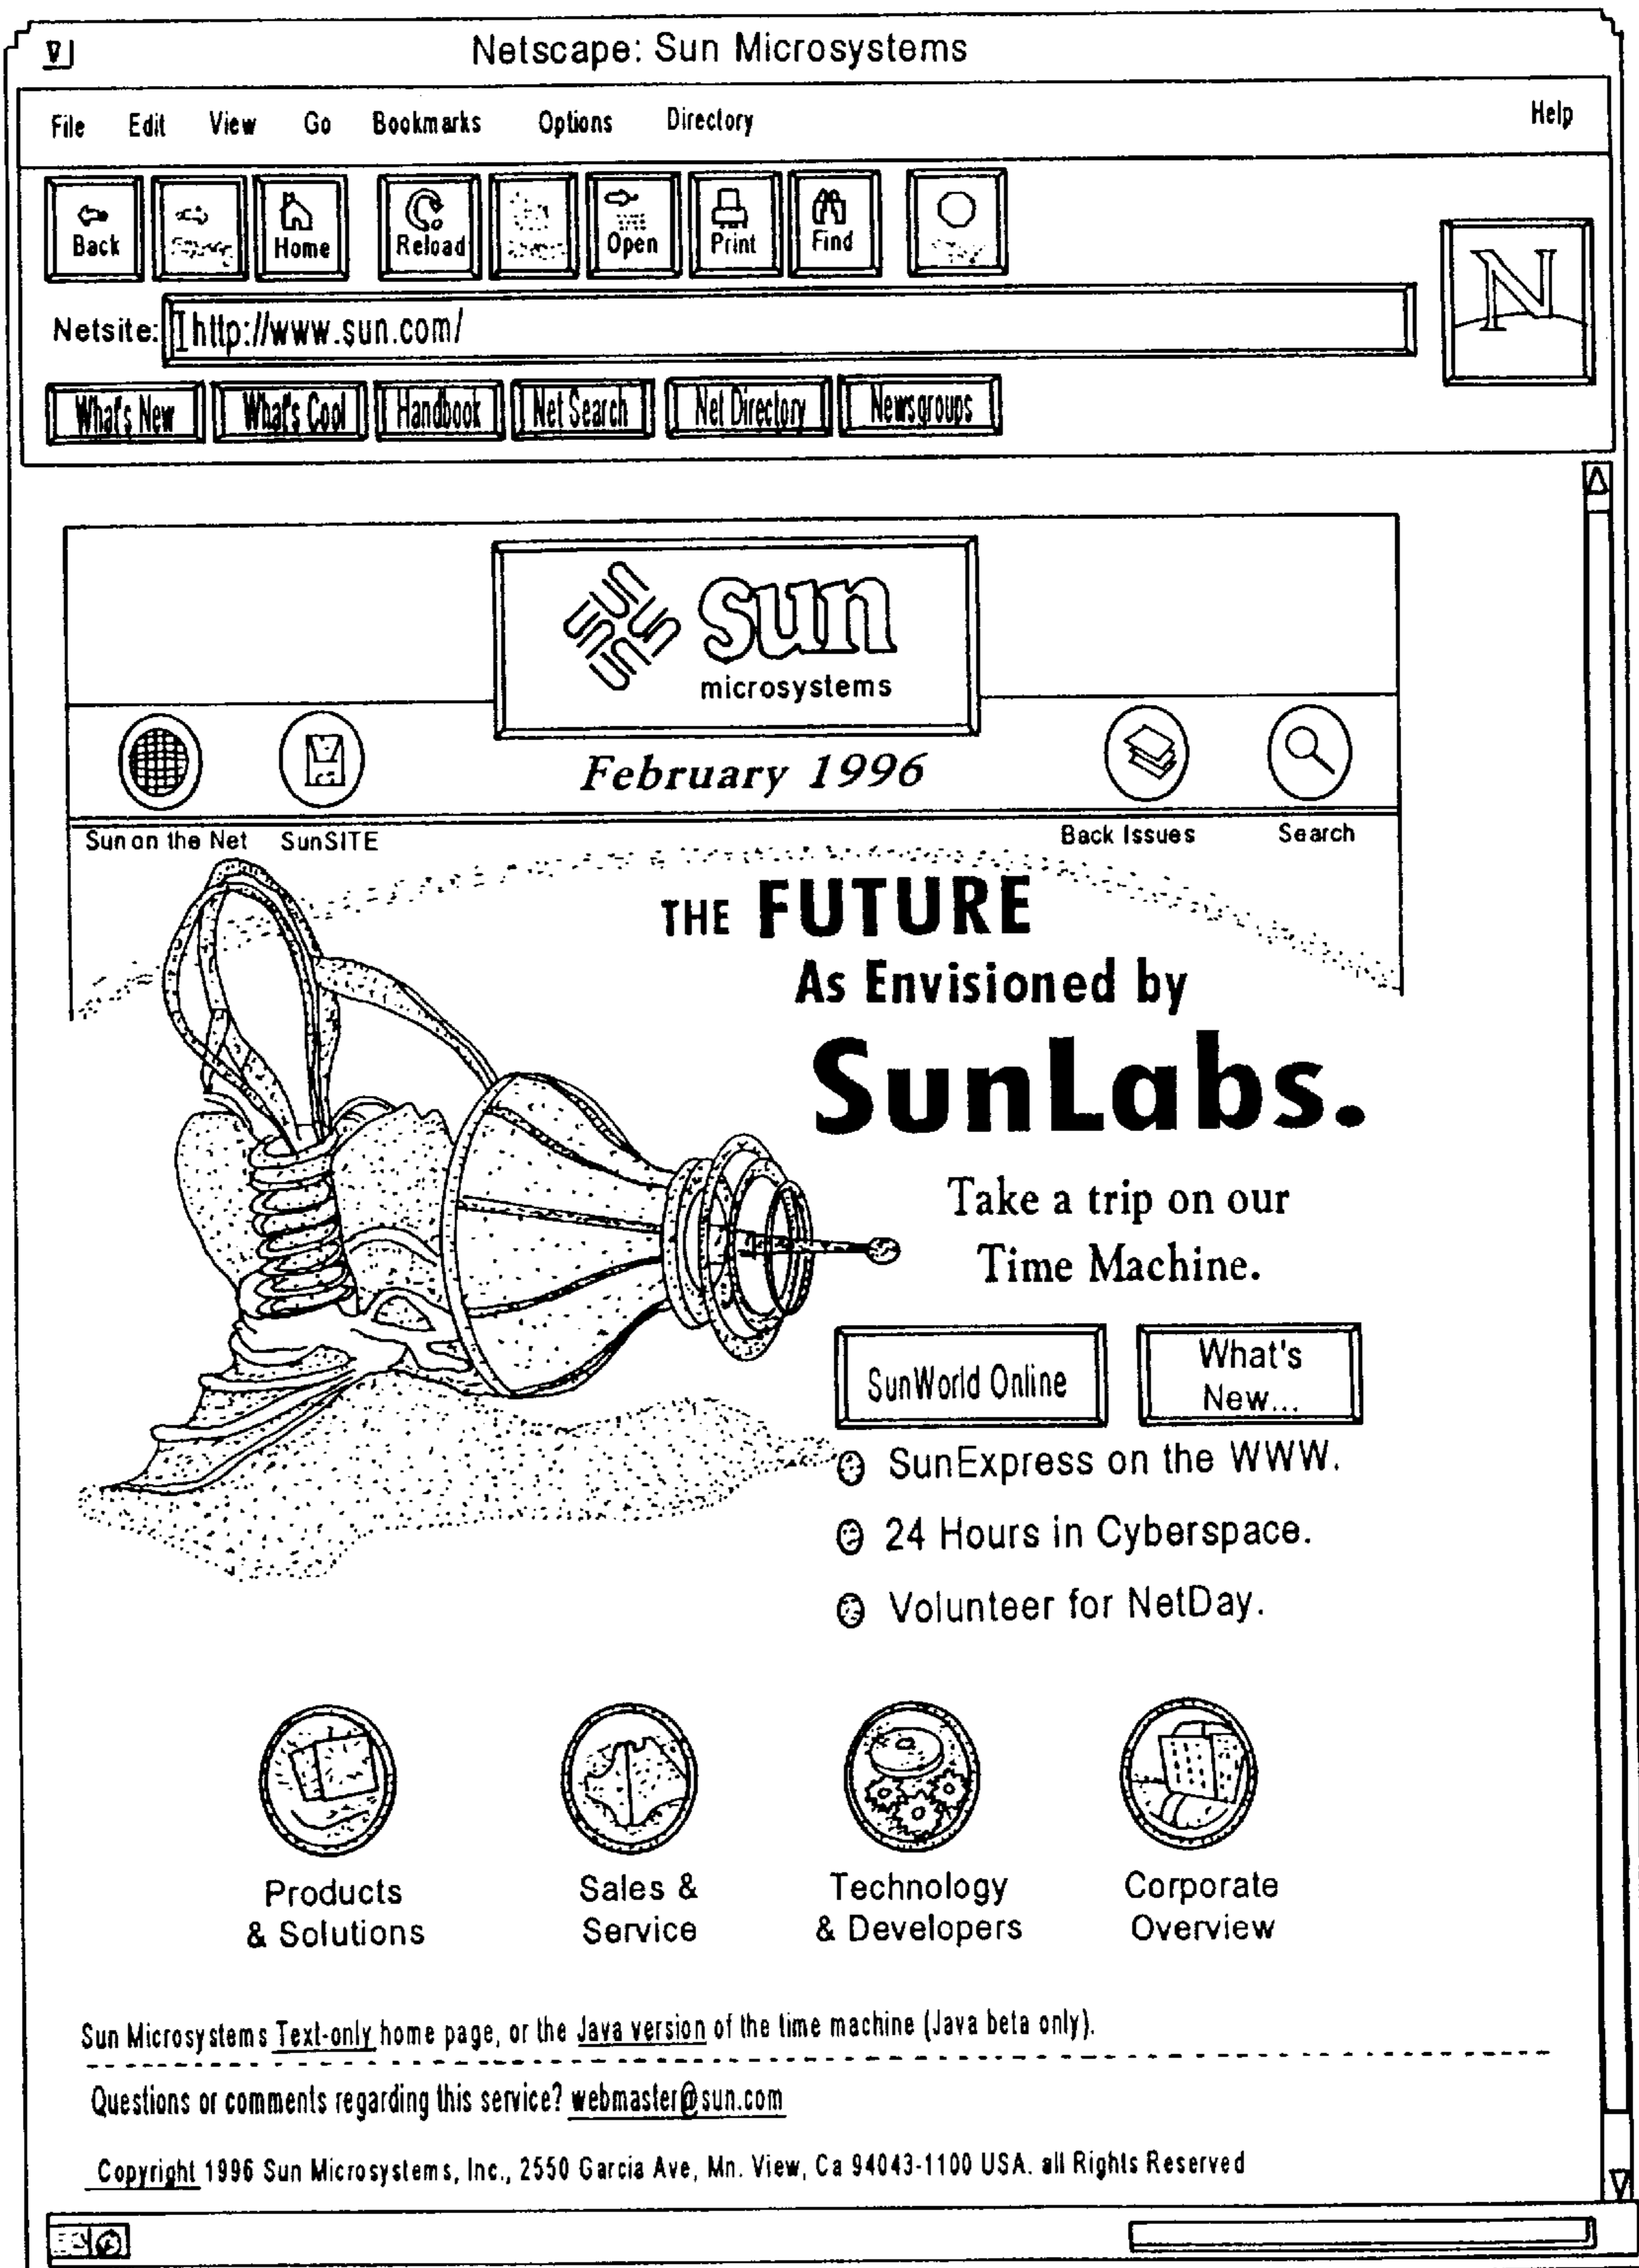 Netscape: Sun Microsystems
File Edit View Go Bookmarks Options Directory Help
Back Home Reload Open Print Find
N
Netsite: http://www.sun.com/
What's New What's Cool Handbook Net Search Net Directory Newsgroups
sun
microsystems
February 1996
Sun on the Net SunSITE Back Issues Search
THE FUTURE
As Envisioned by
SunLabs.
Take a trip on our
Time Machine.
SunWorld Online
What's
New...
SunExpress on the WWW.
24 Hours in Cyberspace.
Volunteer for NetDay.
Products
& Solutions
Sales &
Service
Technology
& Developers
Corporate
Overview
Sun Microsystems Text-only home page, or the Java version of the time machine (Java beta only).
Questions or comments regarding this service? webmaster@sun.com
Copyright 1996 Sun Microsystems, Inc., 2550 Garcia Ave, Mn. View, Ca 94043-1100 USA. all Rights Reserved